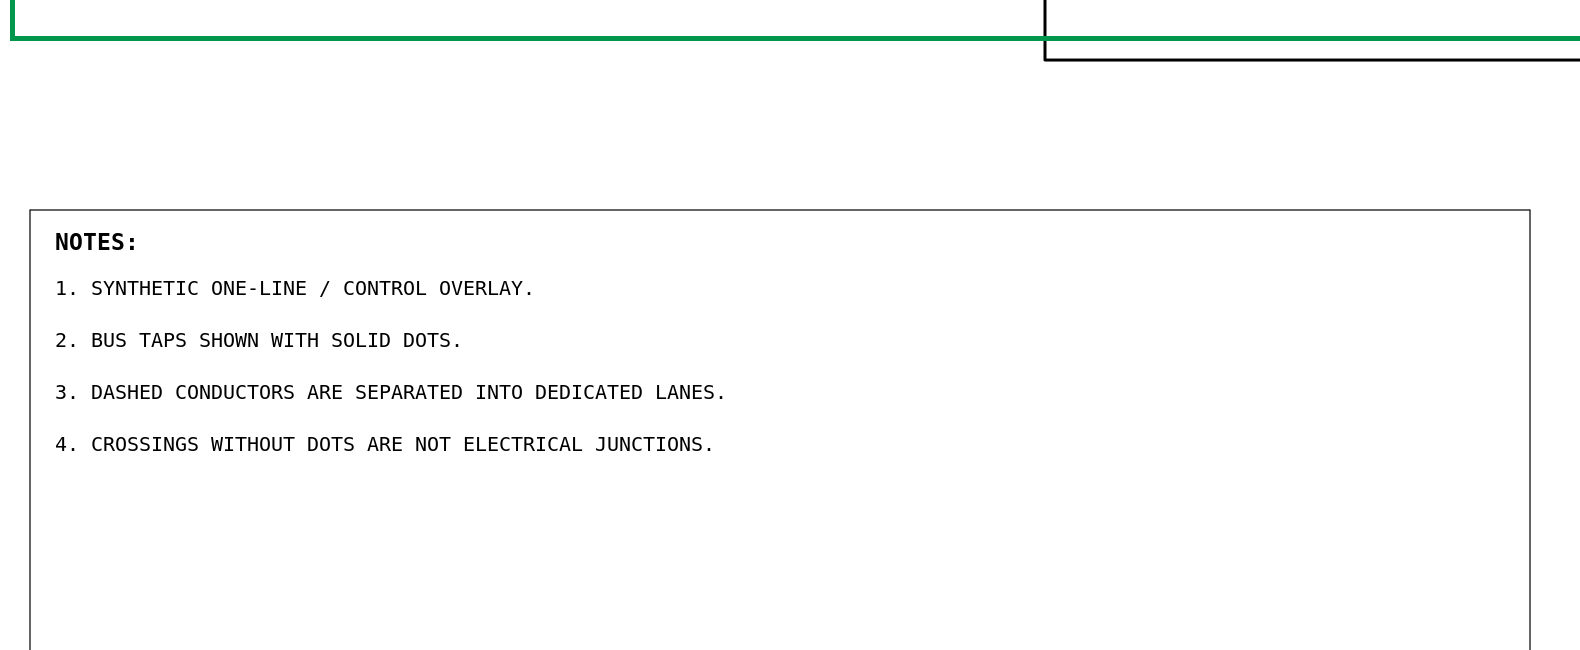 NOTES:
1. SYNTHETIC ONE-LINE / CONTROL OVERLAY.
2. BUS TAPS SHOWN WITH SOLID DOTS.
3. DASHED CONDUCTORS ARE SEPARATED INTO DEDICATED LANES.
4. CROSSINGS WITHOUT DOTS ARE NOT ELECTRICAL JUNCTIONS.